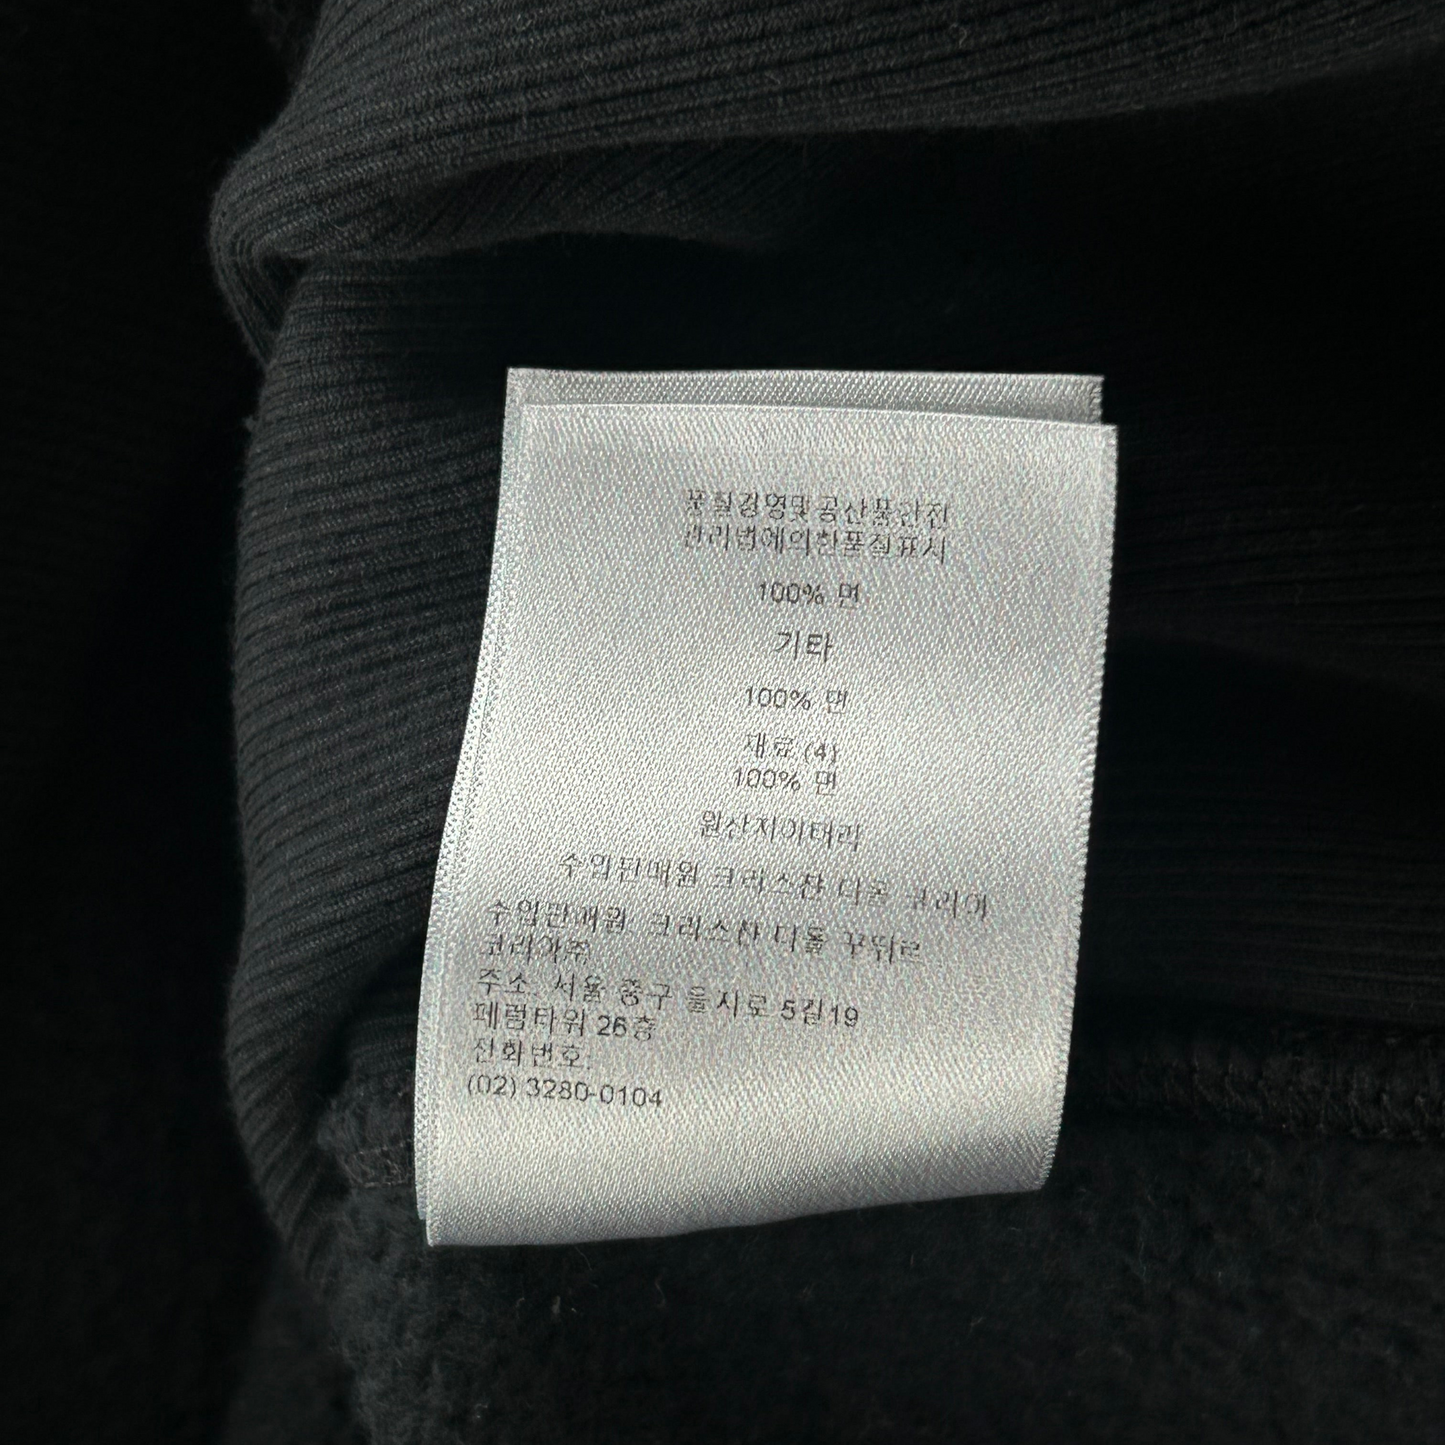 품질경영및공산품안전
관리법에의한품질표시
100% 면
기타
100% 면
재료 (4)
100% 면
원산지이태리
수입판매원 크리스챤 디올 코리아
수입판매원: 크리스챤 디올 꾸뛰르
코리아㈜
주소: 서울 중구 을지로 5길19
페럼타워 26층
전화번호:
(02) 3280-0104